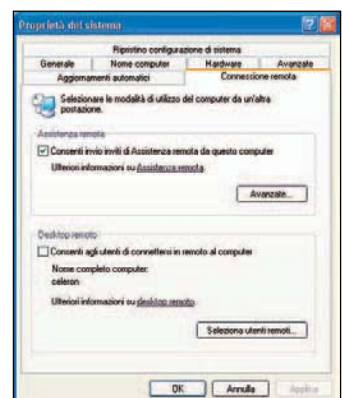 Proprietà del sistema
Ripristino configurazione di sistema
Generale Nome computer Hardware Avanzate
Aggiornamenti automatici Connessione remota
Selezionare le modalità di utilizzo del computer da un'altra
postazione.
Assistenza remota
Consenti invio inviti di Assistenza remota da questo computer
Ulteriori informazioni su Assistenza remota.
Avanzate...
Desktop remoto
Consenti agli utenti di connettersi in remoto al computer
Nome completo computer:
celeron
Ulteriori informazioni su desktop remoto.
Seleziona utenti remoti...
OK Annulla Applica